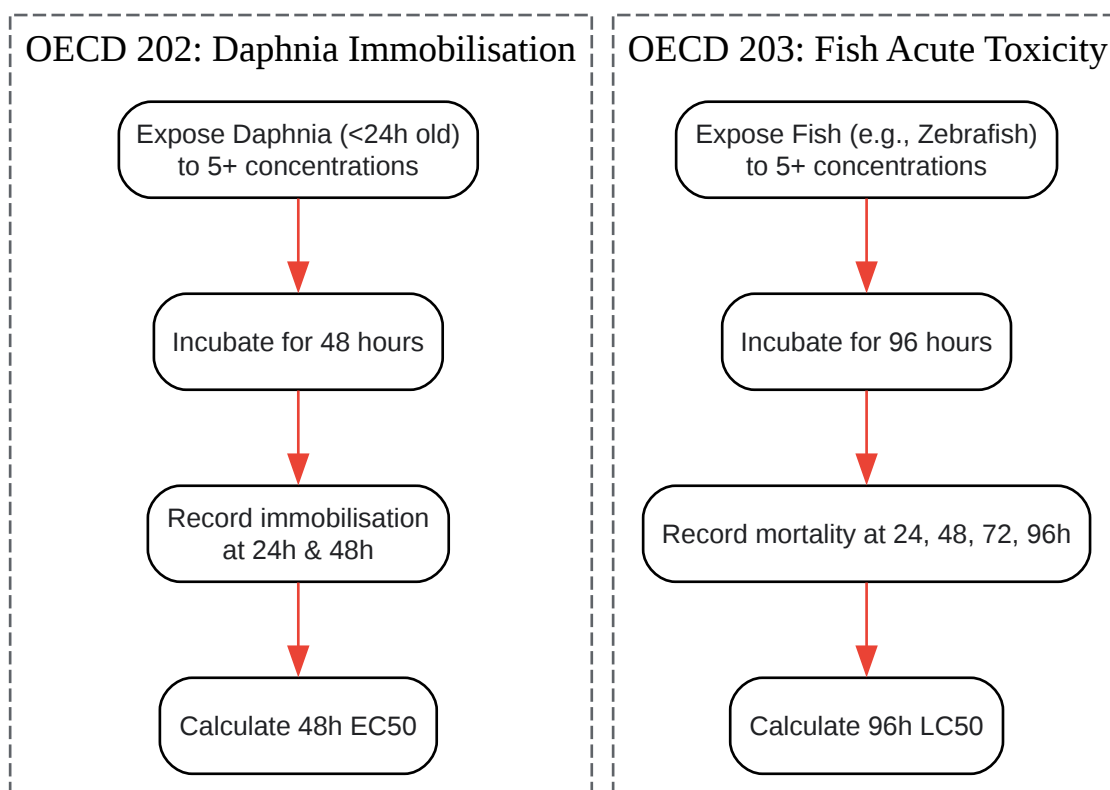 OECD 202: Daphnia Immobilisation
Expose Daphnia (<24h old)
to 5+ concentrations
Incubate for 48 hours
Record immobilisation
at 24h & 48h
Calculate 48h EC50
OECD 203: Fish Acute Toxicity
Expose Fish (e.g., Zebrafish)
to 5+ concentrations
Incubate for 96 hours
Record mortality at 24, 48, 72, 96h
Calculate 96h LC50